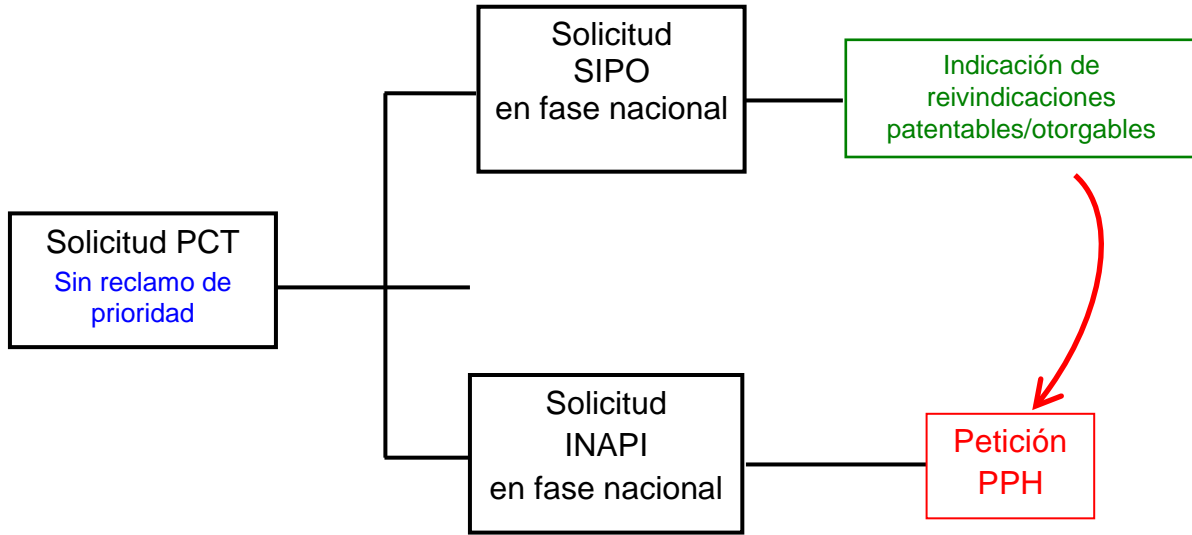 Solicitud
SIPO
en fase nacional
Indicación de
reivindicaciones
patentables/otorgables
Solicitud PCT
Sin reclamo de
prioridad
Solicitud
INAPI
en fase nacional
Petición
PPH